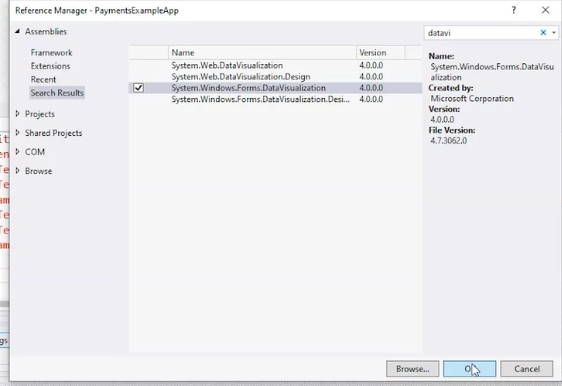 Reference Manager - PaymentsExampleApp
Assemblies
Framework
Extensions
Recent
Search Results
Projects
Shared Projects
COM
Browse
Name Version
System.Web.DataVisualization 4.0.0.0
System.Web.DataVisualization.Design 4.0.0.0
System.Windows.Forms.DataVisualization 4.0.0.0
System.Windows.Forms.DataVisualization.Desi... 4.0.0.0
datavi
Name:
System.Windows.Forms.DataVisu
alization
Created by:
Microsoft Corporation
Version:
4.0.0.0
File Version:
4.7.3062.0
Browse...
Cancel